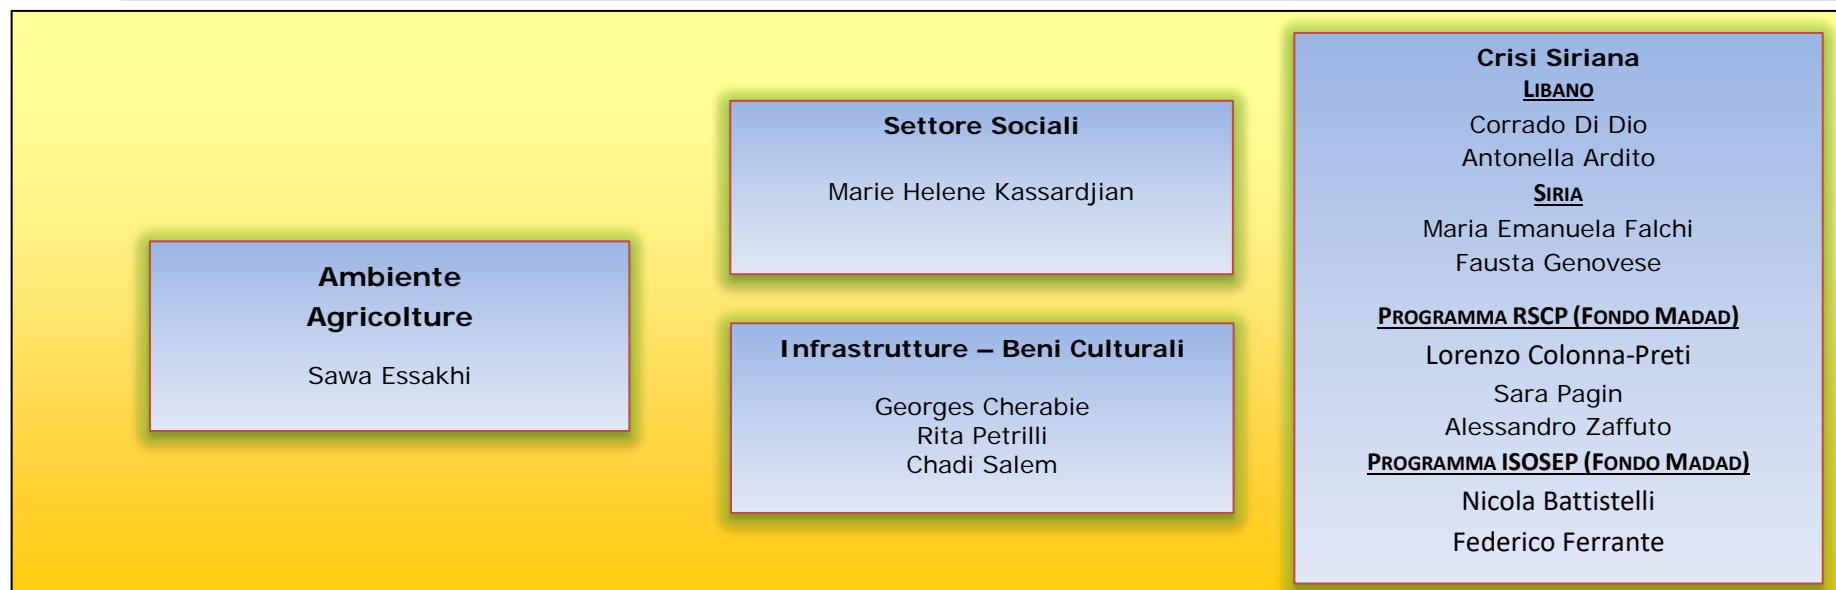 Ambiente
Agricolture
Sawa Essakhi
Settore Sociali
Marie Helene Kassardjian
Infrastrutture – Beni Culturali
Georges Cherabie
Rita Petrilli
Chadi Salem
Crisi Siriana
LIBANO
Corrado Di Dio
Antonella Ardito
SIRIA
Maria Emanuela Falchi
Fausta Genovese
PROGRAMMA RSCP (FONDO MADAD)
Lorenzo Colonna-Preti
Sara Pagin
Alessandro Zaffuto
PROGRAMMA ISOSEP (FONDO MADAD)
Nicola Battistelli
Federico Ferrante